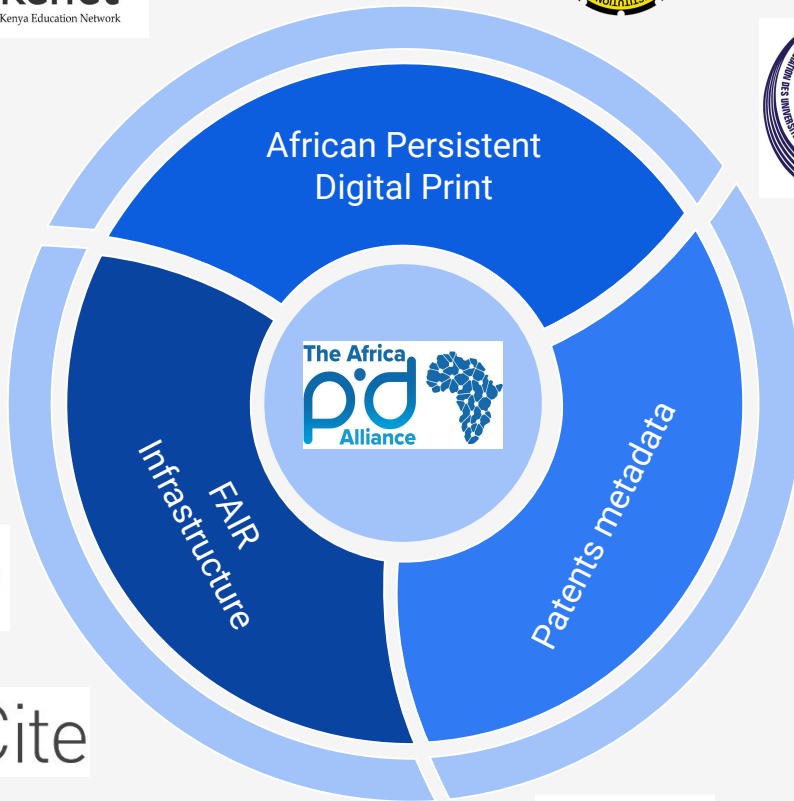 Kenya Education Network
African Persistent
Digital Print
The Africa
pid
Alliance
FAIR
Infrastructure
Patents metadata
Cite